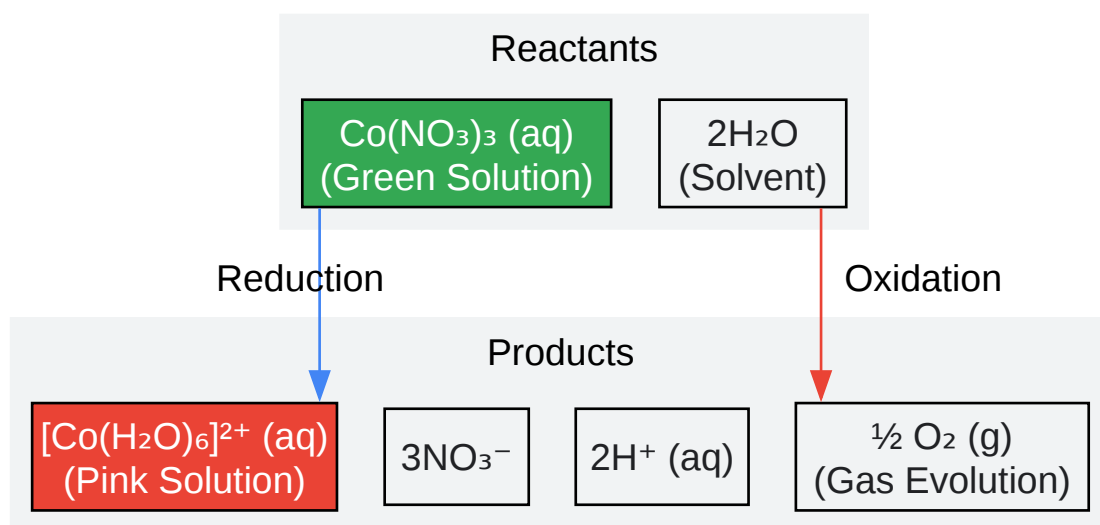 Reactants
Co(NO₃)₃ (aq)
(Green Solution)
2H₂O
(Solvent)
Reduction
Oxidation
Products
[Co(H₂O)₆]²⁺ (aq)
(Pink Solution)
3NO₃⁻
2H⁺ (aq)
½ O₂ (g)
(Gas Evolution)